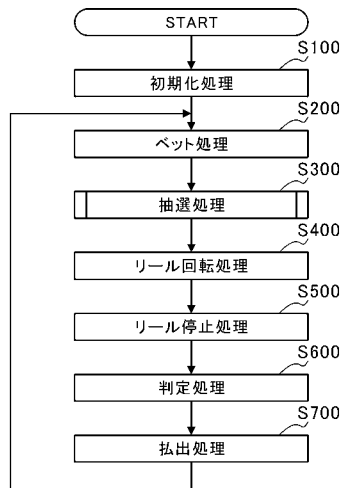 START
S100
初期化処理
S200
ベット処理
S300
抽選処理
S400
リール回転処理
S500
リール停止処理
S600
判定処理
S700
払出処理